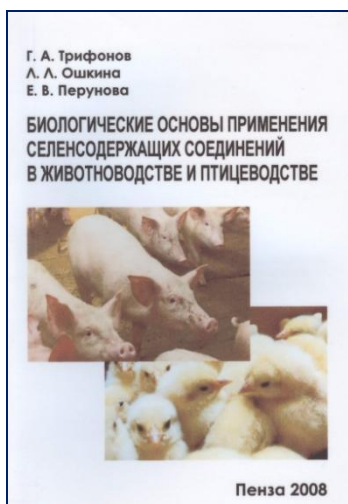 Г. А. Трифонов
Л. Л. Ошкина
Е. В. Перунова
БИОЛОГИЧЕСКИЕ ОСНОВЫ ПРИМЕНЕНИЯ
СЕЛЕНСОДЕРЖАЩИХ СОЕДИНЕНИЙ
В ЖИВОТНОВОДСТВЕ И ПТИЦЕВОДСТВЕ
Пенза 2008